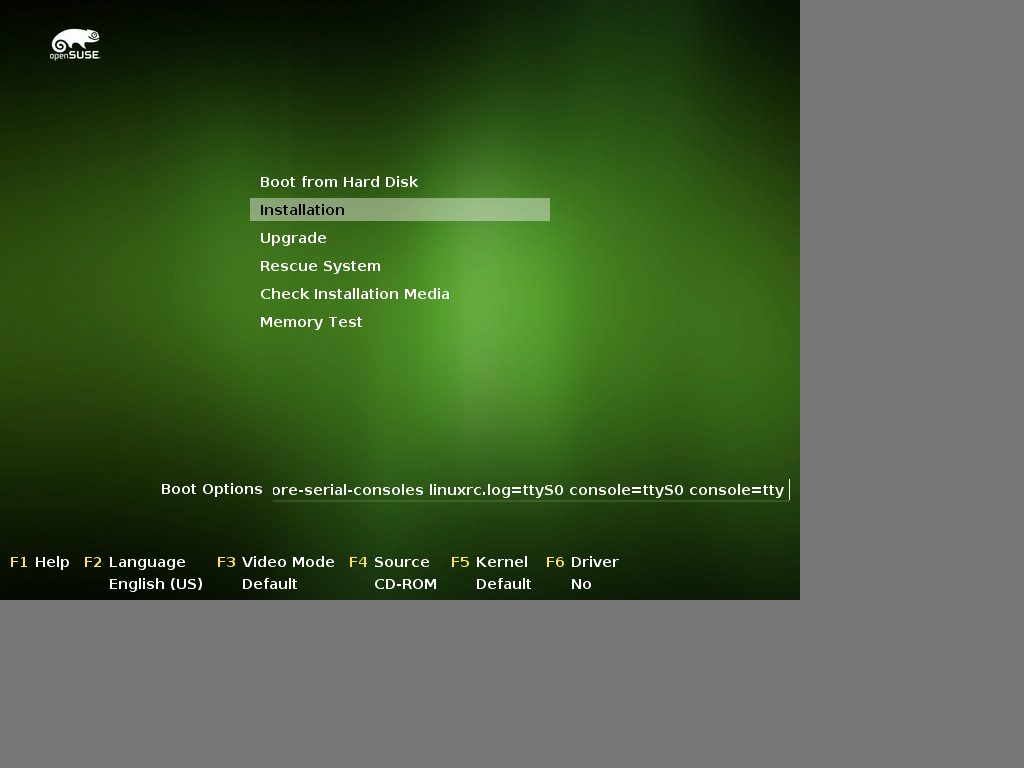 openSUSE
Boot from Hard Disk
Installation
Upgrade
Rescue System
Check Installation Media
Memory Test
Boot Options ore-serial-consoles linuxrc.log=ttyS0 console=ttyS0 console=tty
F1 Help F2 Language F3 Video Mode F4 Source F5 Kernel F6 Driver
English (US) Default CD-ROM Default No